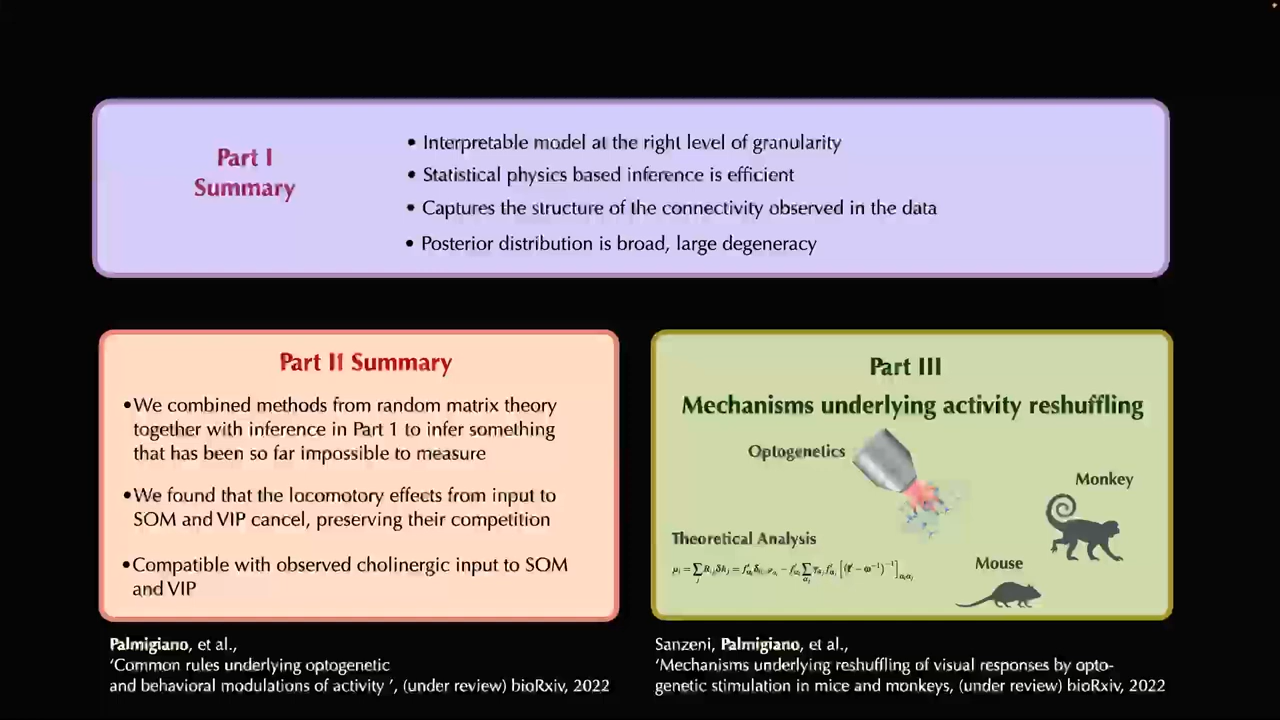 Part I
Summary
• Interpretable model at the right level of granularity
• Statistical physics based inference is efficient
• Captures the structure of the connectivity observed in the data
• Posterior distribution is broad, large degeneracy
Part II Summary
•We combined methods from random matrix theory
together with inference in Part 1 to infer something
that has been so far impossible to measure
•We found that the locomotory effects from input to
SOM and VIP cancel, preserving their competition
•Compatible with observed cholinergic input to SOM
and VIP
Palmigiano, et al.,
‘Common rules underlying optogenetic
and behavioral modulations of activity ’, (under review) bioRxiv, 2022
Part III
Mechanisms underlying activity reshuffling
Optogenetics
Monkey
Theoretical Analysis
Mouse
Sanzeni, Palmigiano, et al.,
‘Mechanisms underlying reshuffling of visual responses by opto-
genetic stimulation in mice and monkeys, (under review) bioRxiv, 2022